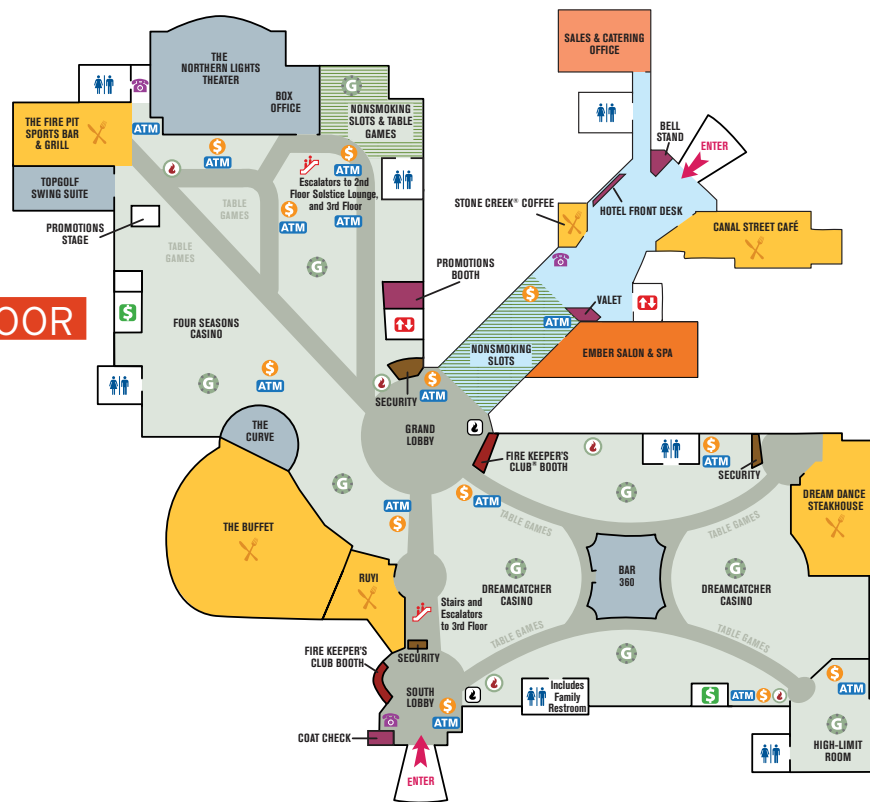 SALES & CATERING
OFFICE
THE
NORTHERN LIGHTS
THEATER
BOX
OFFICE
G
NONSMOKING
SLOTS & TABLE
GAMES
THE FIRE PIT
SPORTS BAR
& GRILL
ATM
$
ATM
$
ATM
BELL
STAND
ENTER
TOPGOLF
SWING SUITE
Escalators to 2nd
Floor Solstice Lounge,
and 3rd Floor
TABLE
GAMES
$
ATM
ATM
STONE CREEK® COFFEE
HOTEL FRONT DESK
CANAL STREET CAFÉ
PROMOTIONS
STAGE
TABLE
GAMES
G
PROMOTIONS
BOOTH
$
VALET
ATM
$
OOR
FOUR SEASONS
CASINO
NONSMOKING
SLOTS
EMBER SALON & SPA
$
ATM
G
$
ATM
SECURITY
GRAND
LOBBY
THE
CURVE
FIRE KEEPER'S
CLUB® BOOTH
$
ATM
SECURITY
G
G
$
ATM
ATM
$
TABLE GAMES
TABLE GAMES
DREAM DANCE
STEAKHOUSE
THE BUFFET
RUYI
G
DREAMCATCHER
CASINO
BAR
360
G
DREAMCATCHER
CASINO
Stairs and
Escalators
to 3rd Floor
TABLE GAMES
TABLE GAMES
G
FIRE KEEPER'S
CLUB BOOTH
SECURITY
SOUTH
LOBBY
$
ATM
Includes
Family
Restroom
$
ATM
$
$
ATM
G
HIGH-LIMIT
ROOM
COAT CHECK
ENTER